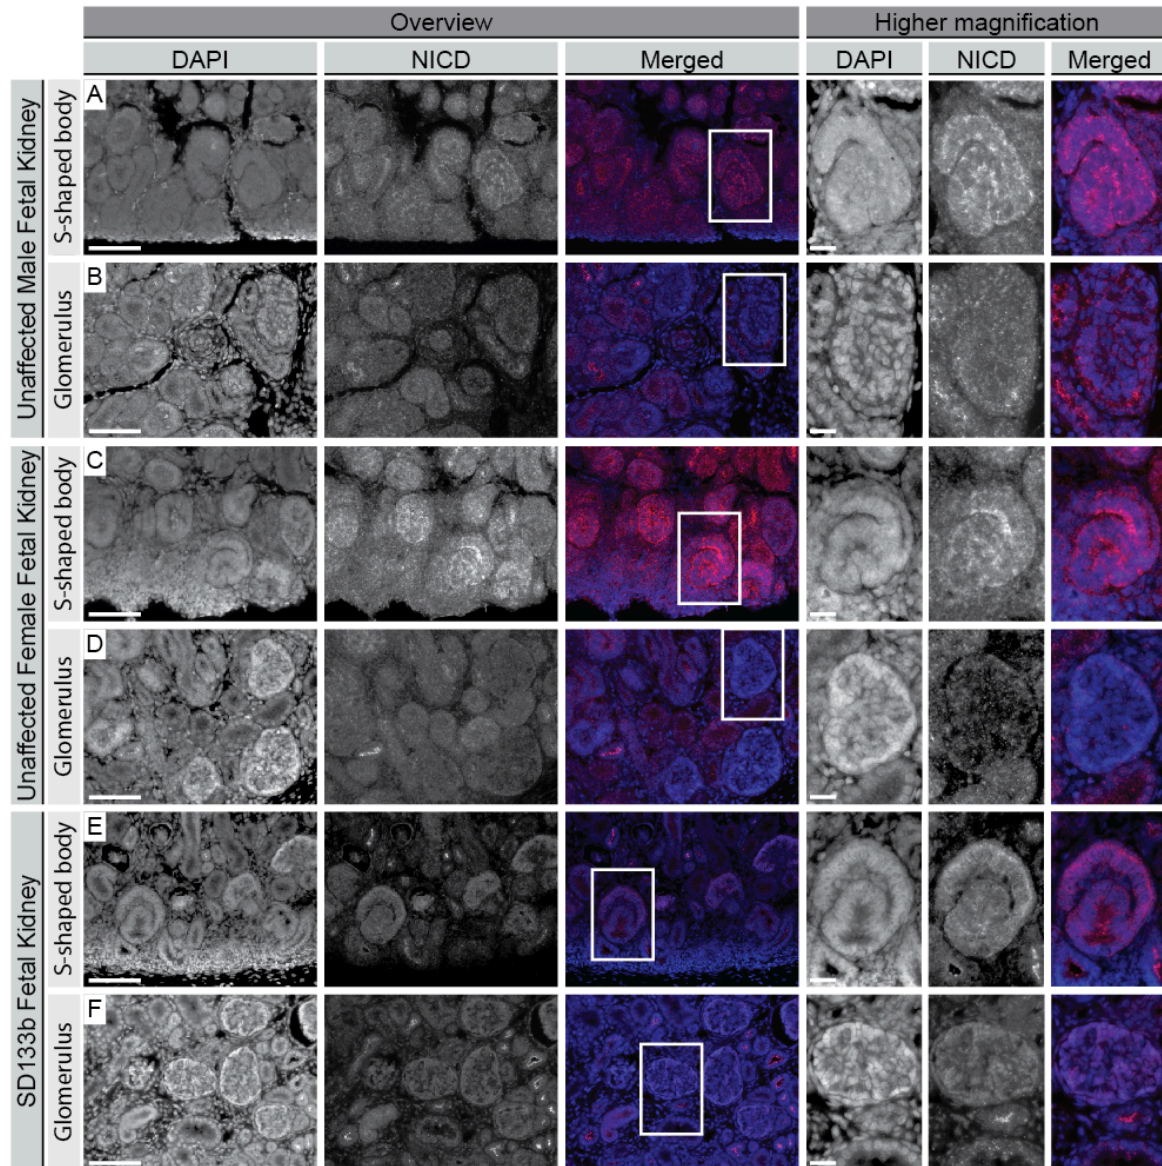 Overview
Higher magnification
DAPI
NICD
Merged
DAPI
NICD
Merged
Unaffected Male Fetal Kidney
S-shaped body
A
Glomerulus
B
Unaffected Female Fetal Kidney
S-shaped body
C
Glomerulus
D
SD133b Fetal Kidney
S-shaped body
E
Glomerulus
F